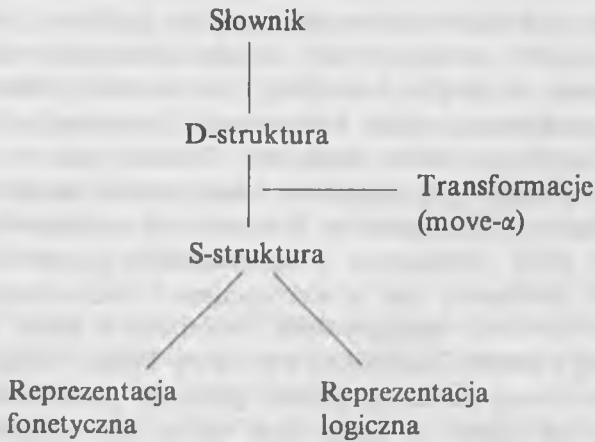 Słownik
D-struktura
Transformacje
(move-α)
S-struktura
Reprezentacja
fonetyczna
Reprezentacja
logiczna